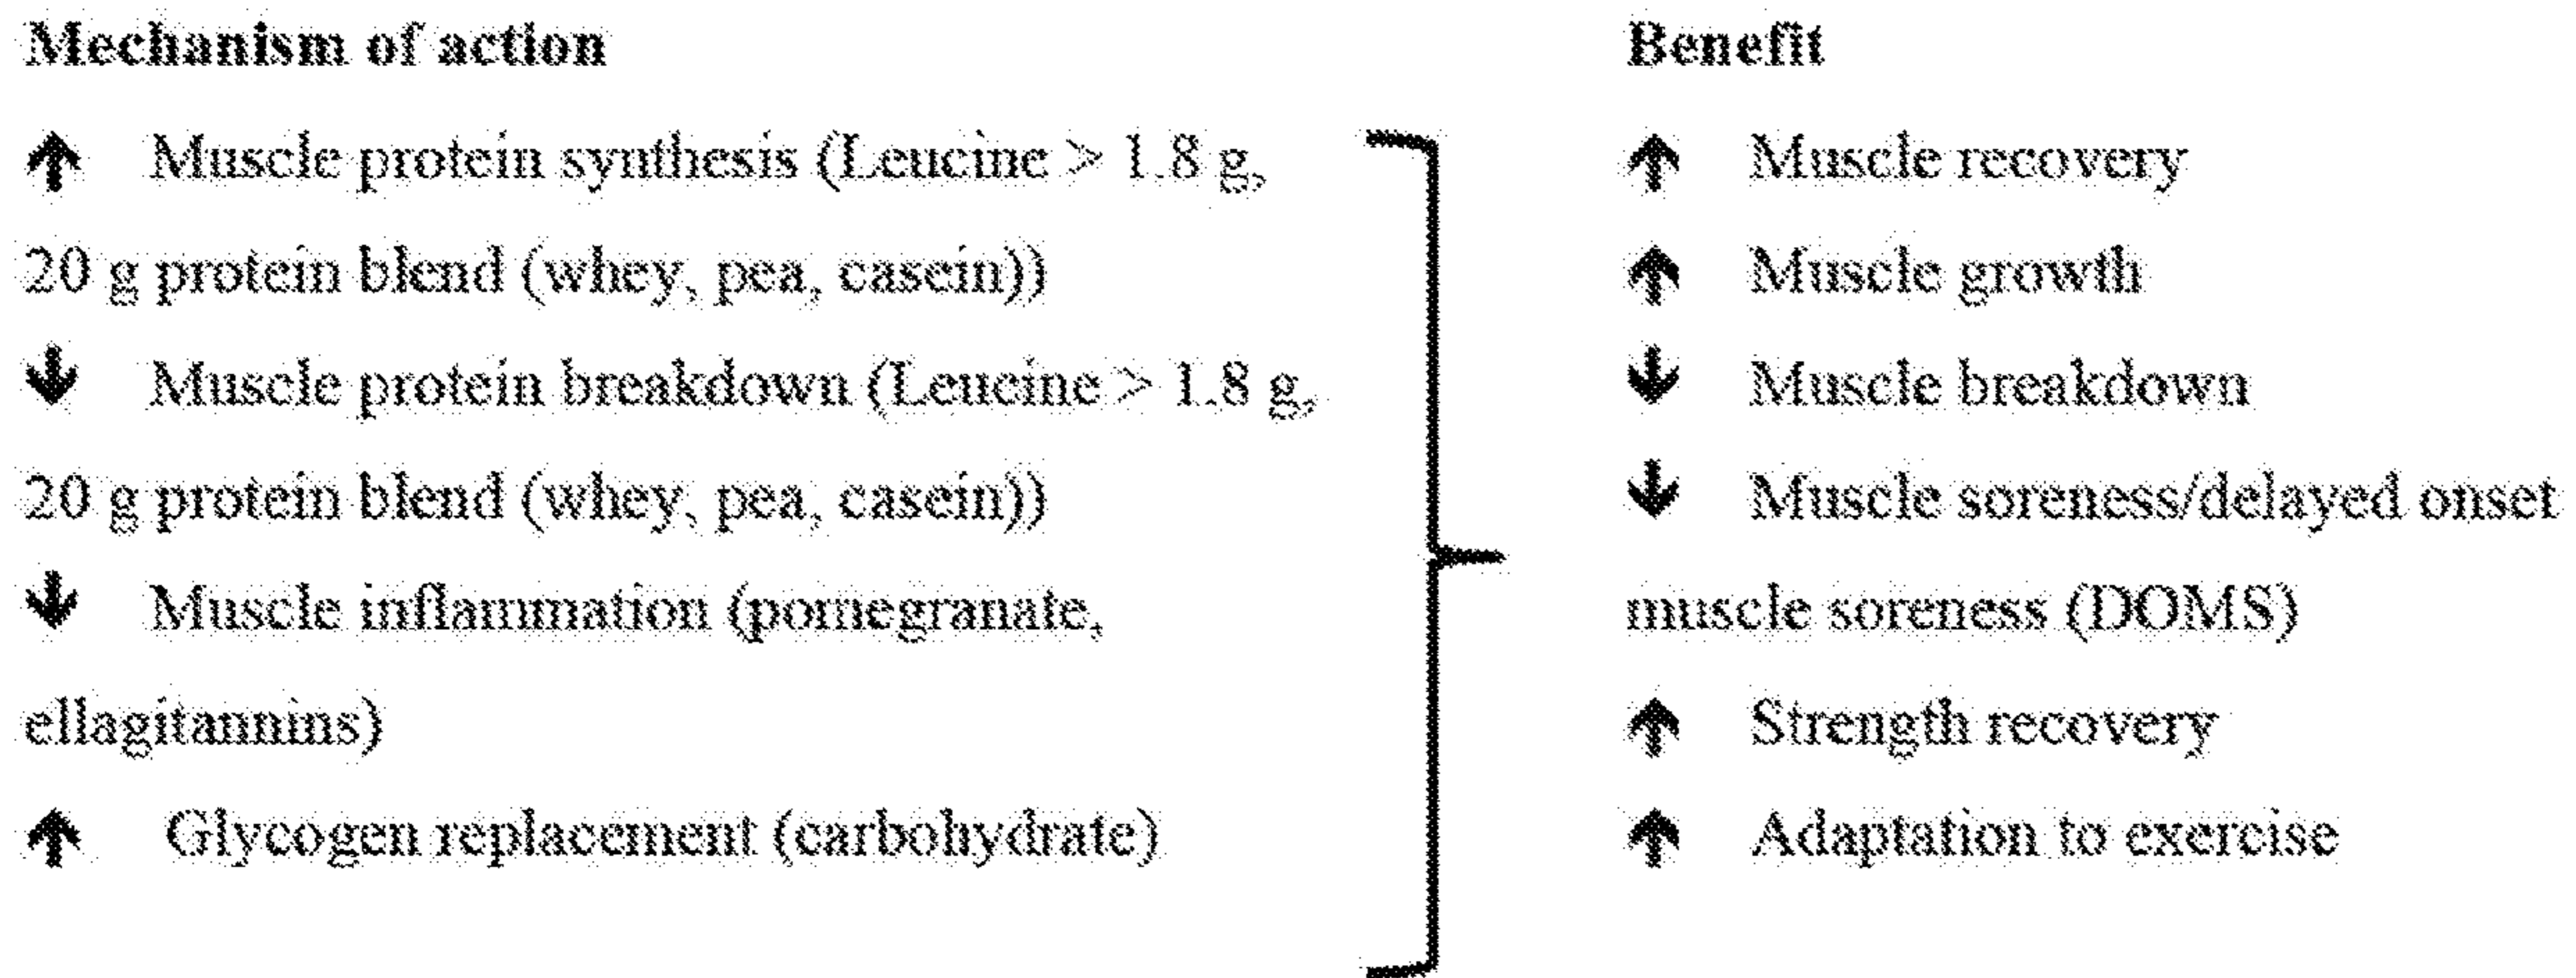 Mechanism of action
↑ Muscle protein synthesis (Leucine > 1.8 g,
20 g protein blend (whey, pea, casein))
↓ Muscle protein breakdown (Leucine > 1.8 g,
20 g protein blend (whey, pea, casein))
↓ Muscle inflammation (pomegranate,
ellagitannins)
↑ Glycogen replacement (carbohydrate)
Benefit
↑ Muscle recovery
↑ Muscle growth
↓ Muscle breakdown
↓ Muscle soreness/delayed onset
muscle soreness (DOMS)
↑ Strength recovery
↑ Adaptation to exercise